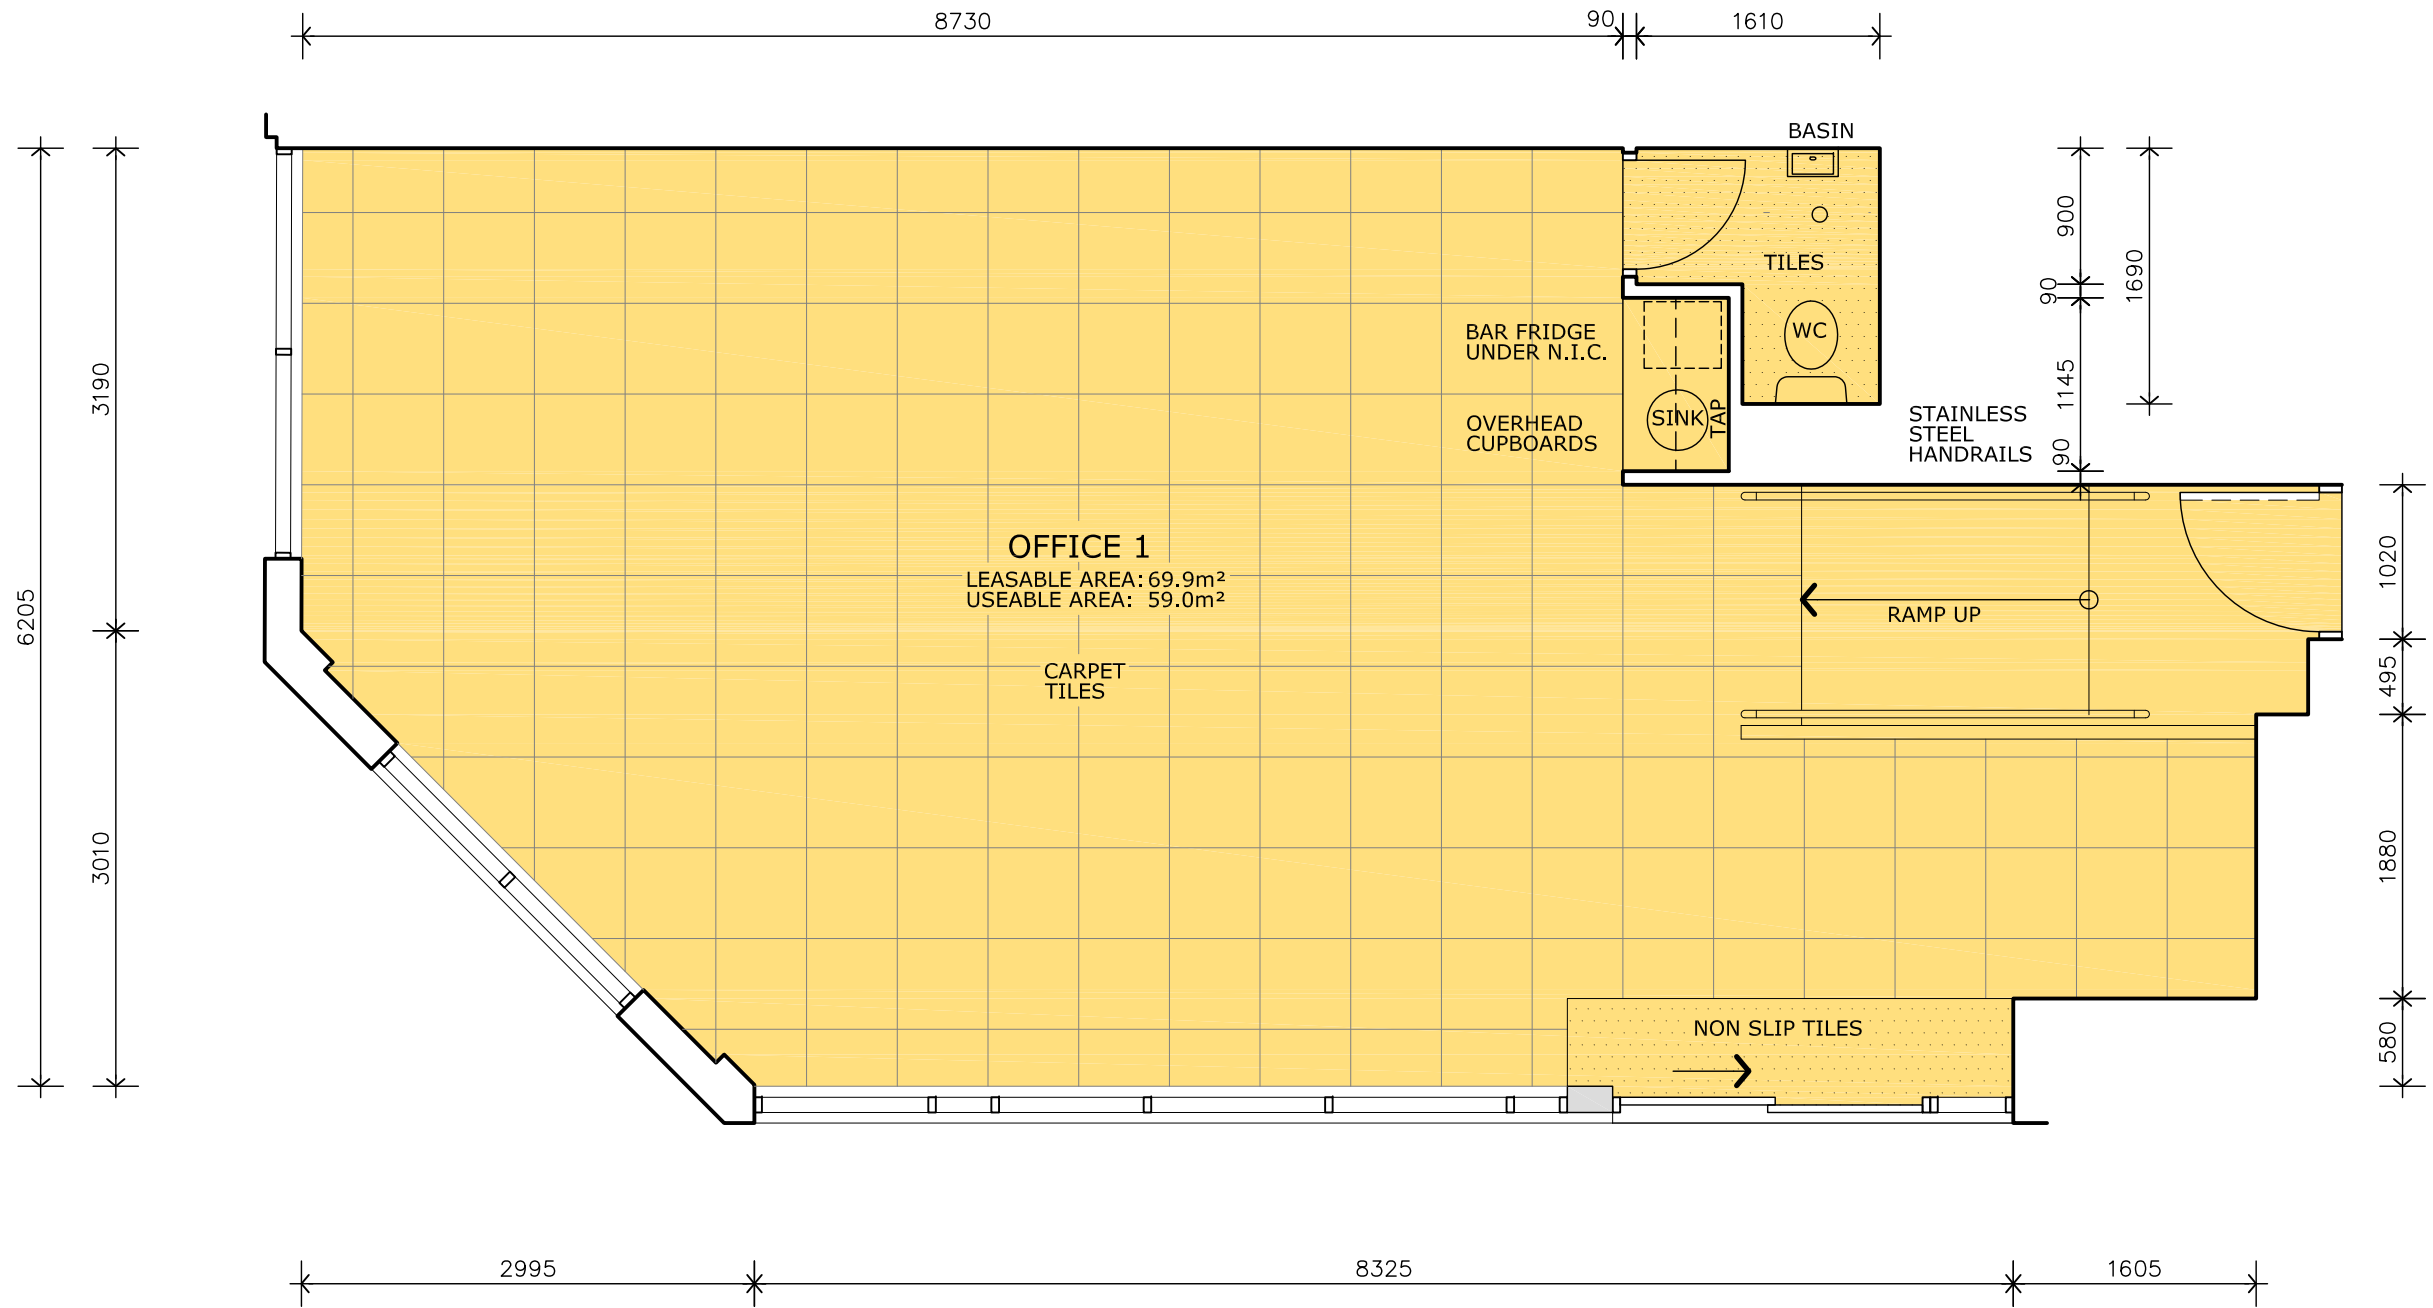 8730
90
1610
BASIN
900
90
1690
TILES
WC
BAR FRIDGE
UNDER N.I.C.
3190
6205
OVERHEAD
CUPBOARDS
SINK
TAP
STAINLESS
STEEL
HANDRAILS
1145
90
OFFICE 1
LEASABLE AREA: 69.9m²
USEABLE AREA: 59.0m²
1020
RAMP UP
CARPET
TILES
495
3010
1880
NON SLIP TILES
580
2995
8325
1605